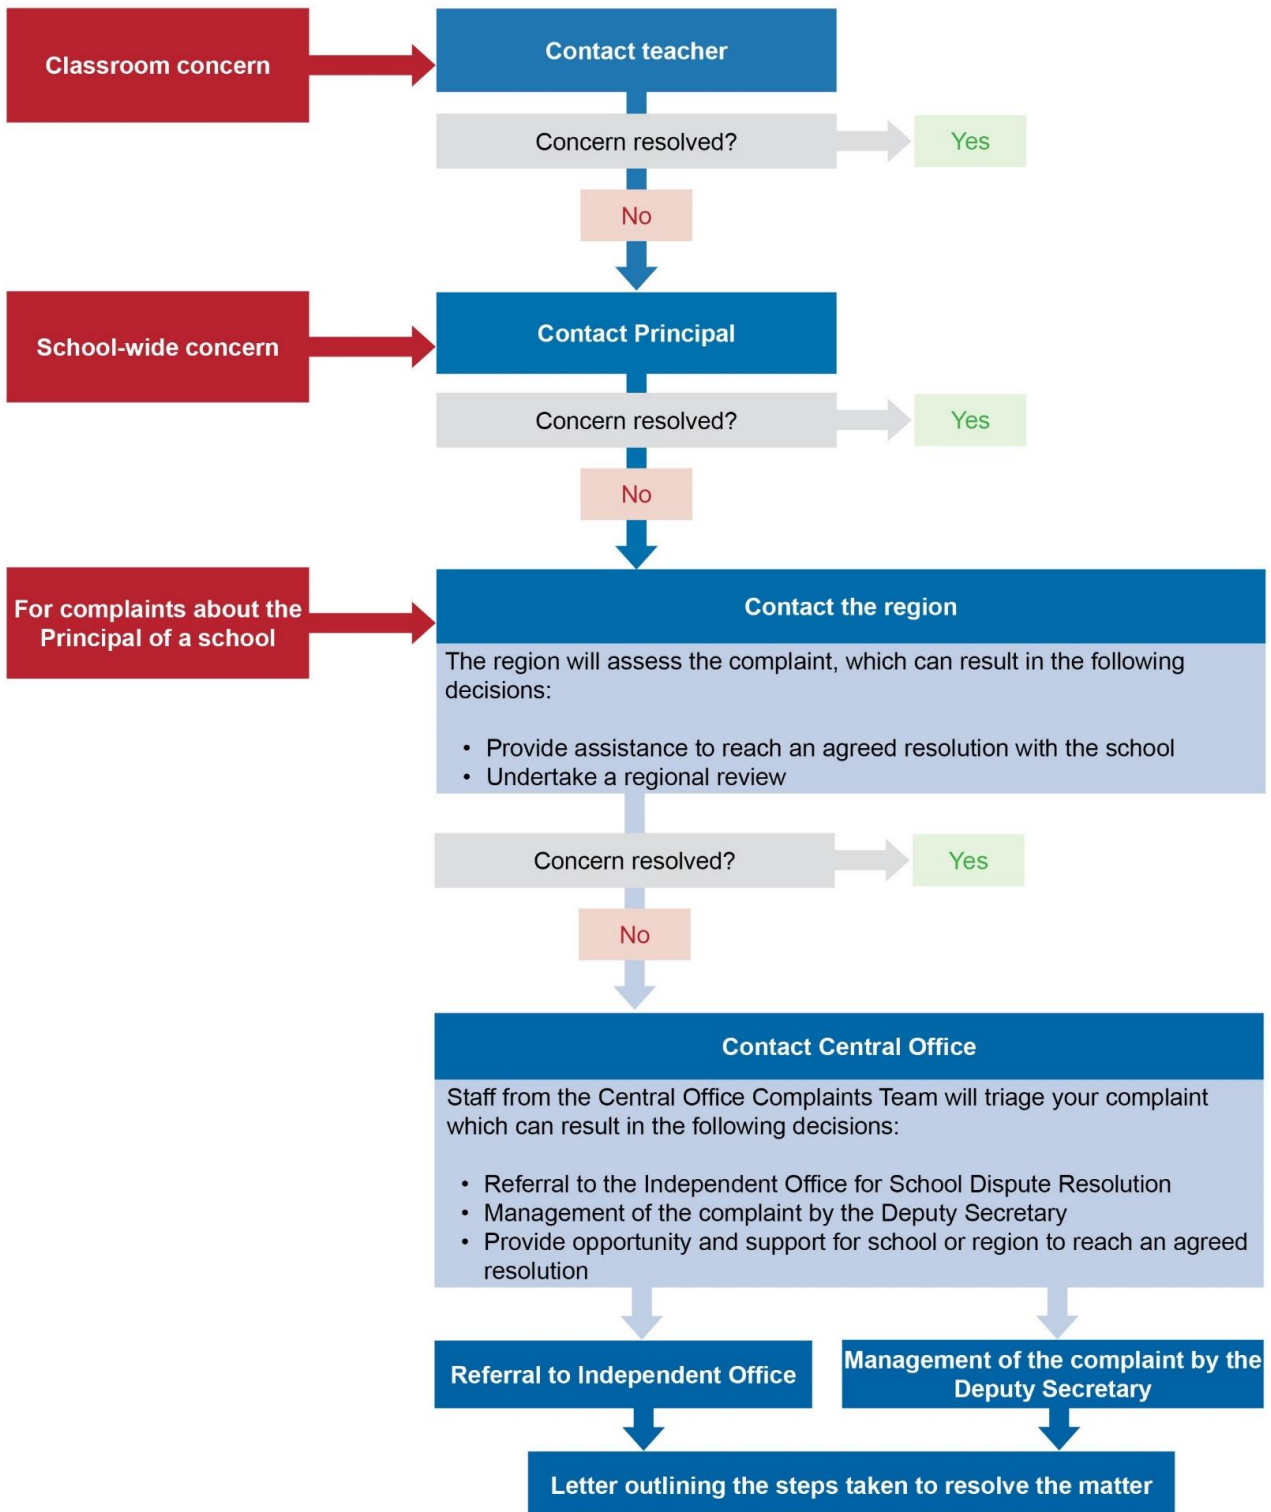 Classroom concern
Contact teacher
Concern resolved?
Yes
No
School-wide concern
Contact Principal
Concern resolved?
Yes
No
For complaints about the
Principal of a school
Contact the region
The region will assess the complaint, which can result in the following
decisions:
• Provide assistance to reach an agreed resolution with the school
• Undertake a regional review
Concern resolved?
Yes
No
Contact Central Office
Staff from the Central Office Complaints Team will triage your complaint
which can result in the following decisions:
• Referral to the Independent Office for School Dispute Resolution
• Management of the complaint by the Deputy Secretary
• Provide opportunity and support for school or region to reach an agreed
resolution
Referral to Independent Office
Management of the complaint by the
Deputy Secretary
Letter outlining the steps taken to resolve the matter